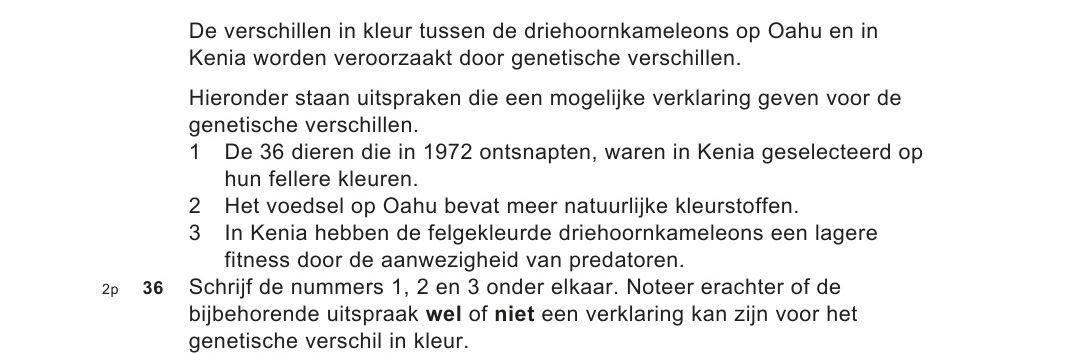 De verschillen in kleur tussen de driehoornkameleons op Oahu en in
Kenia worden veroorzaakt door genetische verschillen.
Hieronder staan uitspraken die een mogelijke verklaring geven voor de
genetische verschillen.
1 De 36 dieren die in 1972 ontsnapten, waren in Kenia geselecteerd op
hun fellere kleuren.
2 Het voedsel op Oahu bevat meer natuurlijke kleurstoffen.
3 In Kenia hebben de felgekleurde driehoornkameleons een lagere
fitness door de aanwezigheid van predatoren.
2p 36 Schrijf de nummers 1, 2 en 3 onder elkaar. Noteer erachter of de
bijbehorende uitspraak wel of niet een verklaring kan zijn voor het
genetische verschil in kleur.